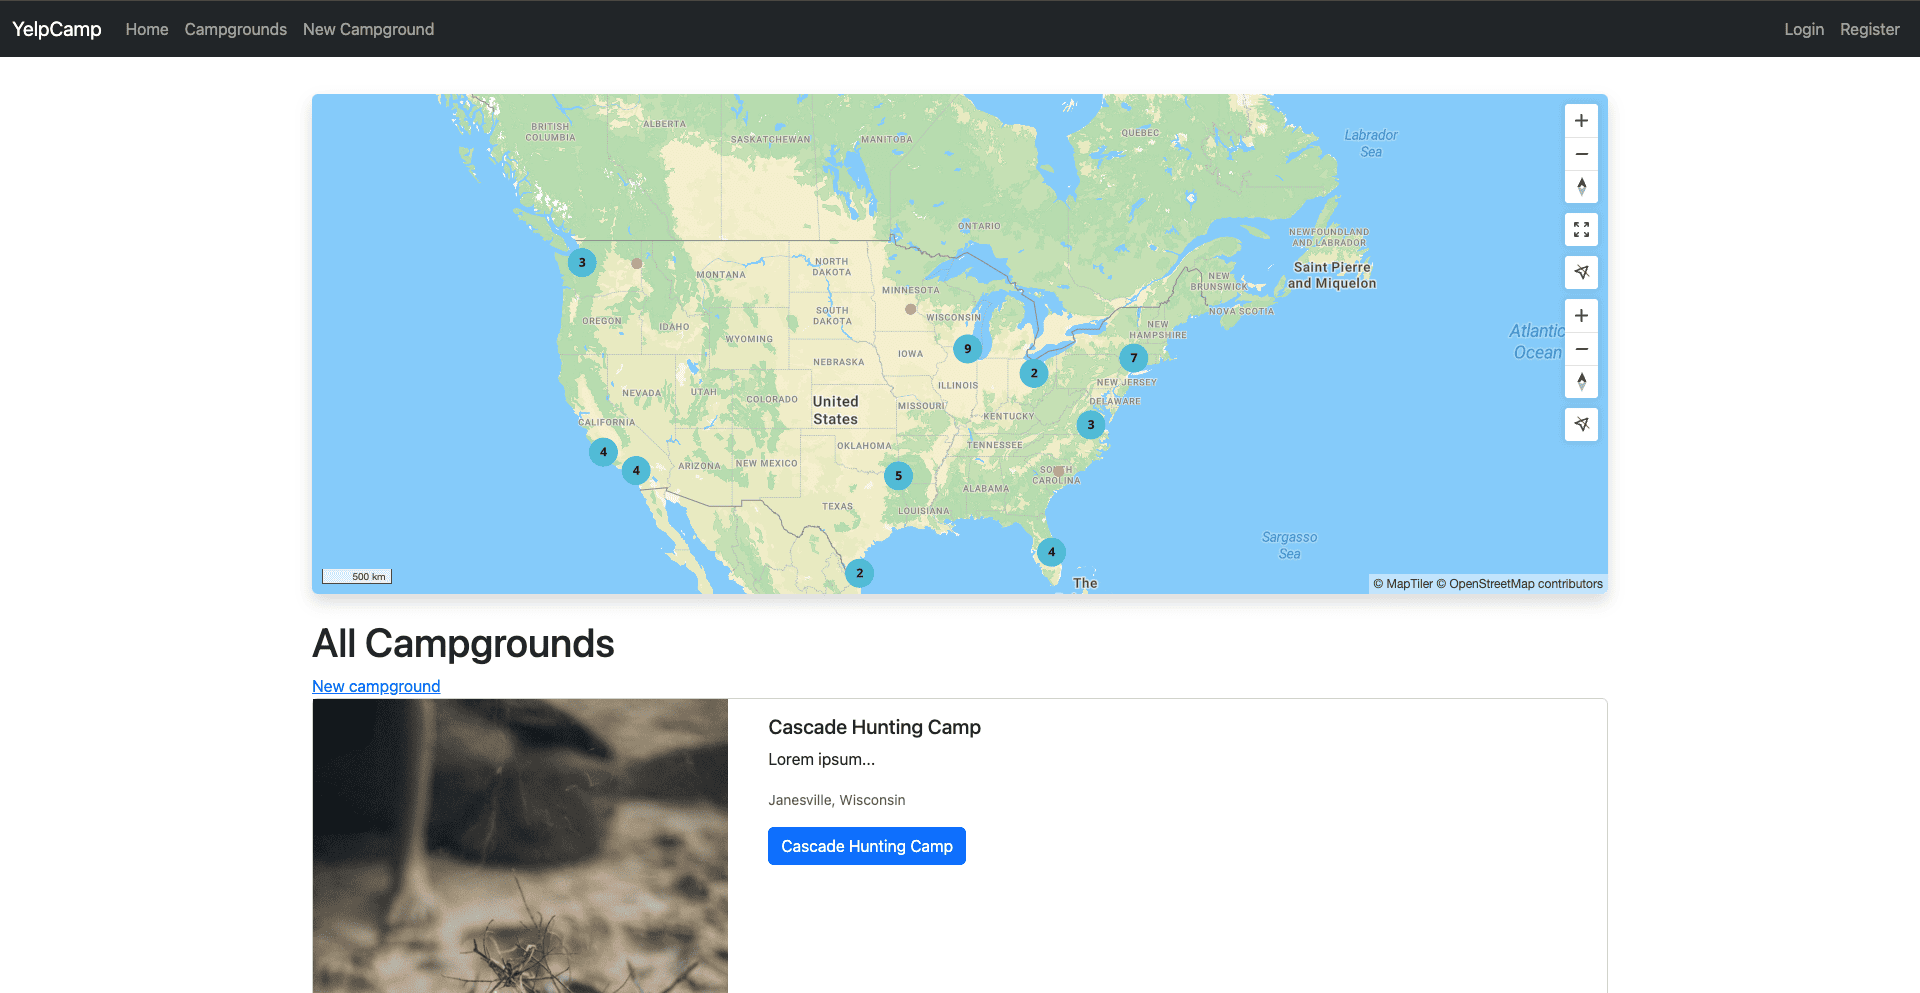 YelpCamp Home Campgrounds New Campground Login Register
BRITISH
COLUMBIA
ALBERTA
SASKATCHEWAN
MANITOBA
QUEBEC
Labrador
Sea
ONTARIO
NEWFOUNDLAND
AND LABRADOR
Saint Pierre
and Miquelon
3
MONTANA
NORTH
DAKOTA
MINNESOTA
NEW
BRUNSWICK
NOVA SCOTIA
OREGON
IDAHO
SOUTH
DAKOTA
WISCONSIN
NEW
HAMPSHIRE
Atlantic
Ocean
WYOMING
9
IOWA
7
NEBRASKA
2
NEVADA
UTAH
COLORADO
ILLINOIS
NEW JERSEY
United
States
MISSOURI
DELAWARE
CALIFORNIA
KENTUCKY
3
OKLAHOMA
TENNESSEE
4
4
ARIZONA
NEW MEXICO
5
SOUTH
CAROLINA
ALABAMA
TEXAS
LOUISIANA
Sargasso
Sea
4
2
The
500 km
© MapTiler © OpenStreetMap contributors
All Campgrounds
New campground
Cascade Hunting Camp
Lorem ipsum...
Janesville, Wisconsin
Cascade Hunting Camp